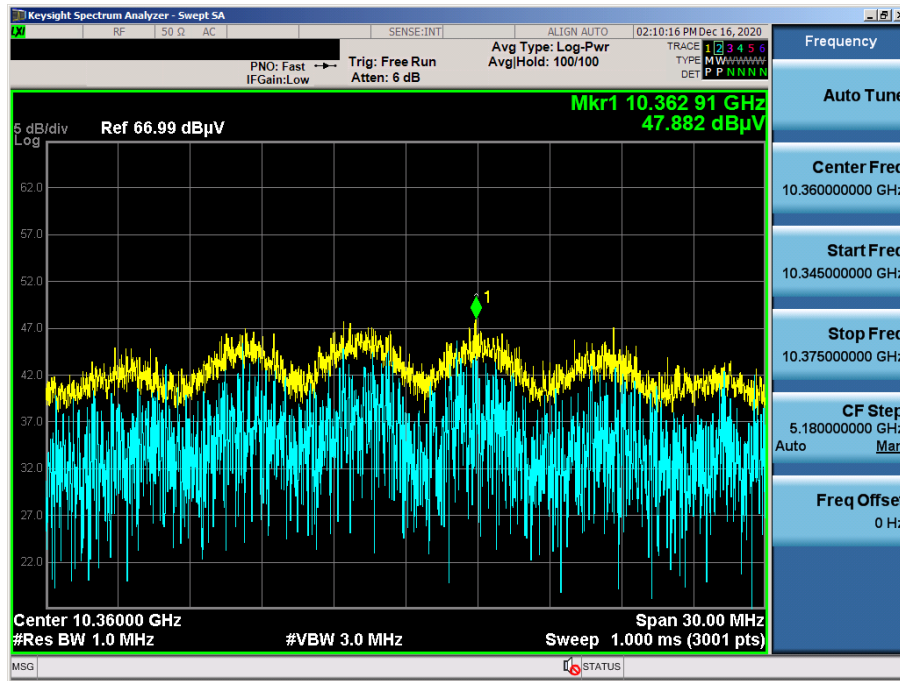 Keysight Spectrum Analyzer - Swept SA
LXI RF 50 Ω AC SENSE:INT ALIGN AUTO 02:10:16 PM Dec 16, 2020
PNO: Fast
IFGain:Low
Trig: Free Run
Atten: 6 dB
Avg Type: Log-Pwr
Avg|Hold: 100/100
TRACE 1 2 3 4 5 6
TYPE M W W W W W
DET P P N N N N
Mkr1 10.362 91 GHz
47.882 dBµV
5 dB/div Ref 66.99 dBµV
Log
62.0
57.0
52.0
47.0
42.0
37.0
32.0
27.0
22.0
1
Center 10.36000 GHz Span 30.00 MHz
#Res BW 1.0 MHz #VBW 3.0 MHz Sweep 1.000 ms (3001 pts)
MSG STATUS
Frequency
Auto Tune
Center Freq
10.360000000 GHz
Start Freq
10.345000000 GHz
Stop Freq
10.375000000 GHz
CF Step
5.180000000 GHz
Auto Man
Freq Offset
0 Hz